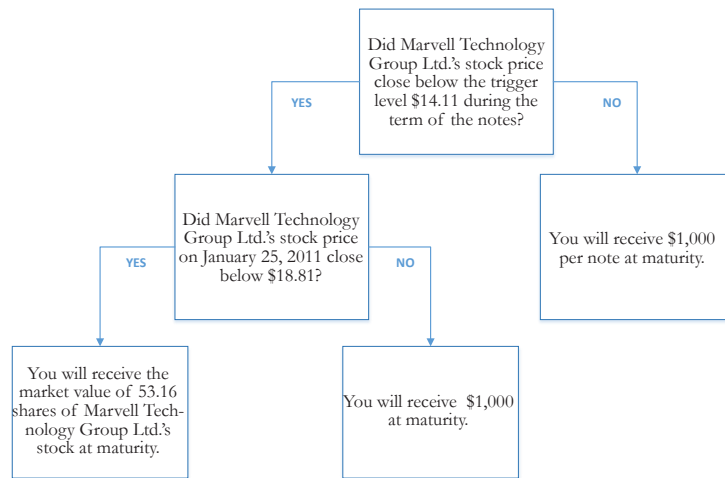 Did Marvell Technology
Group Ltd.'s stock price
close below the trigger
level $14.11 during the
term of the notes?
YES
NO
Did Marvell Technology
Group Ltd.'s stock price
on January 25, 2011 close
below $18.81?
You will receive $1,000
per note at maturity.
YES
NO
You will receive the
market value of 53.16
shares of Marvell Tech-
nology Group Ltd.'s
stock at maturity.
You will receive $1,000
at maturity.